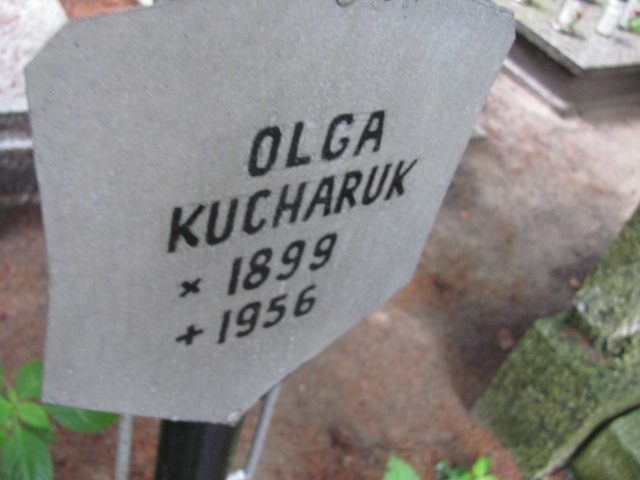 OLGA
KUCHARUK
× 1899
+ 1956